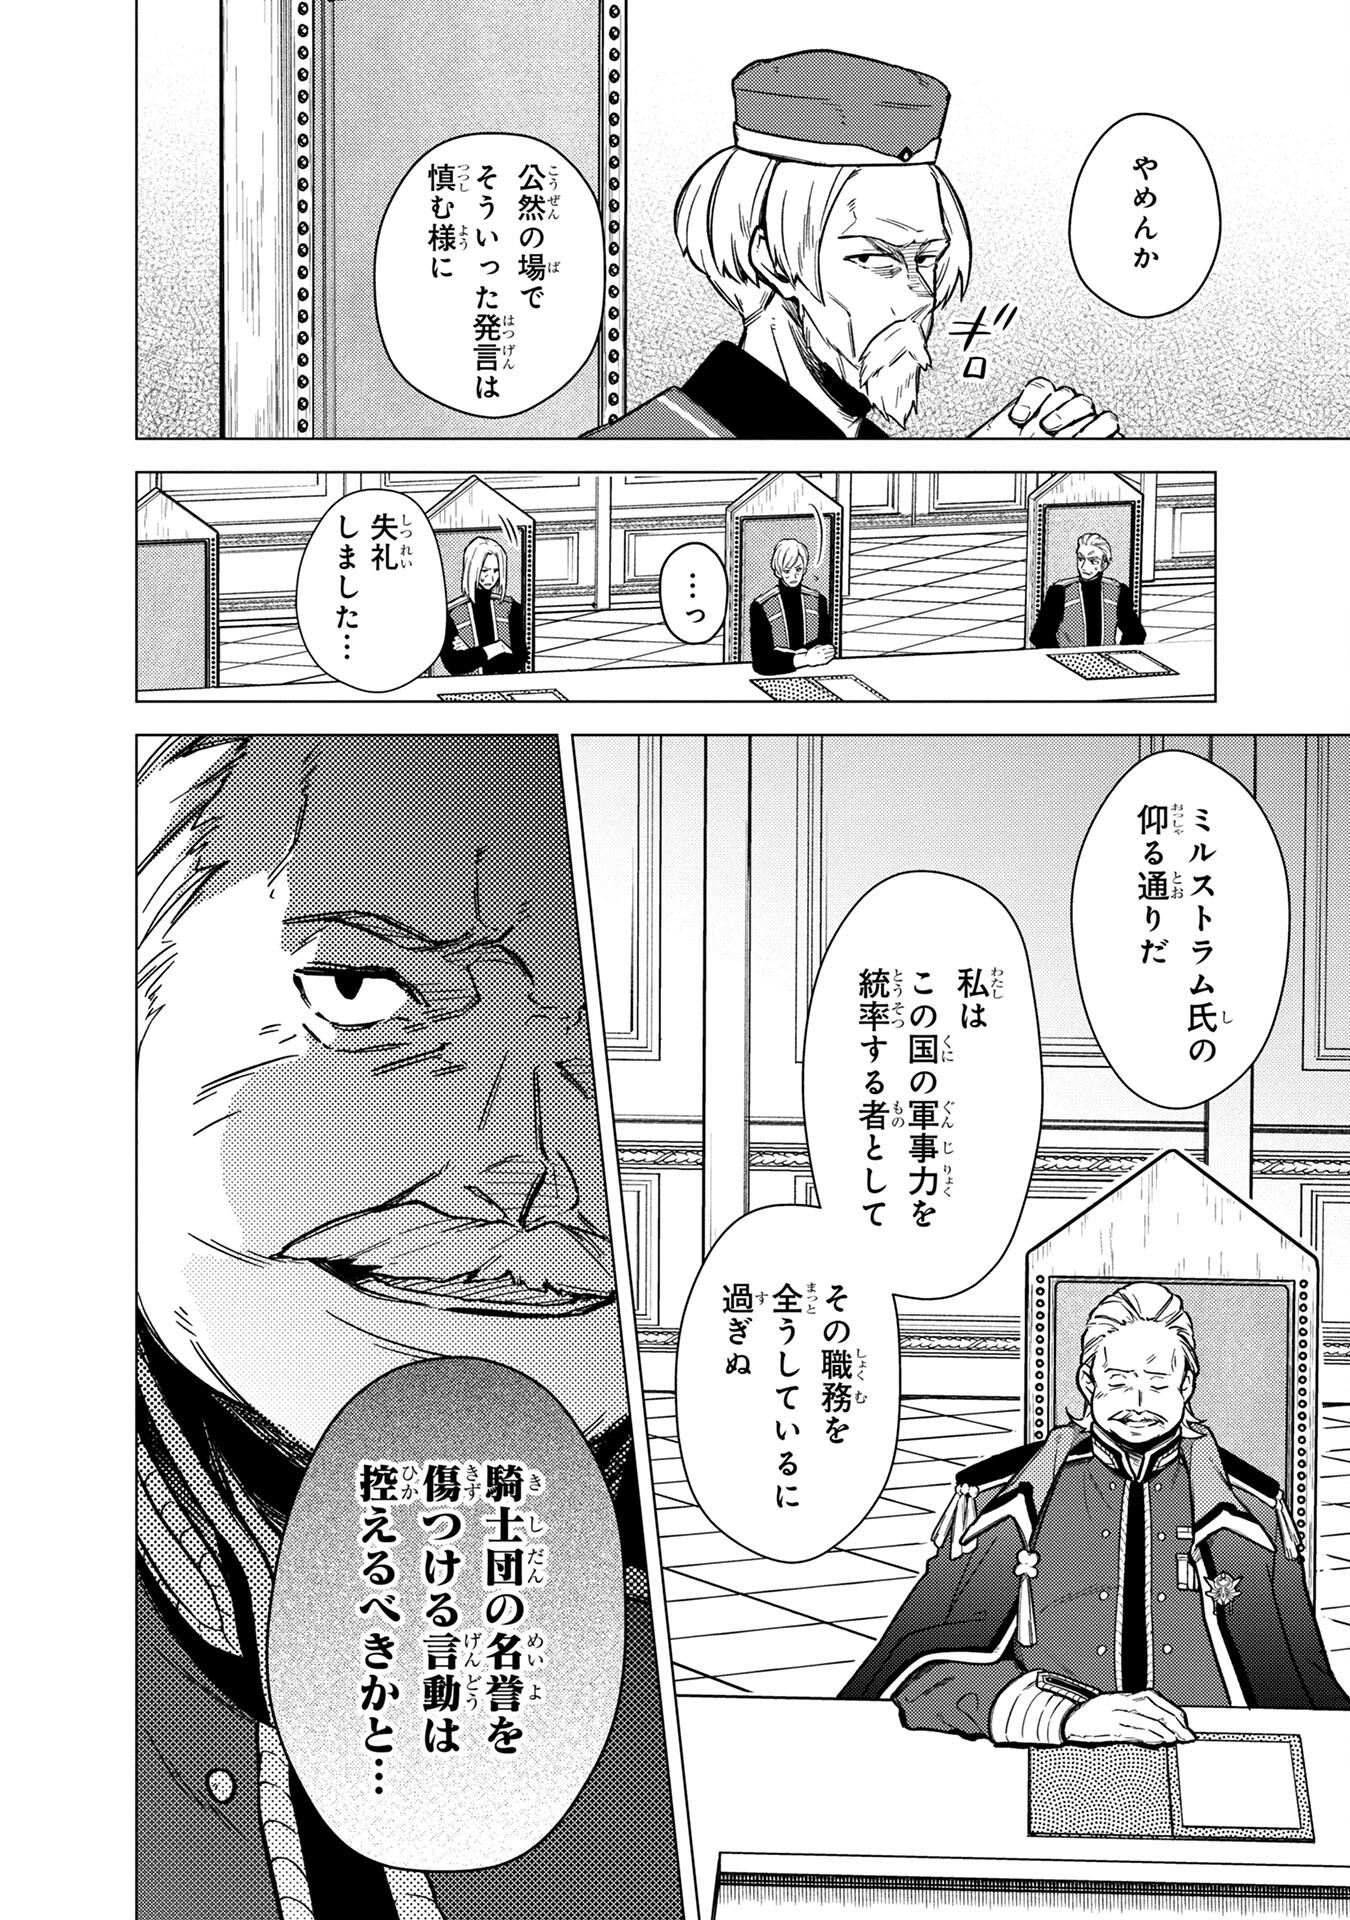 やめんか
ギロ
公然の場で
そういった発言は
慎む様に
…っ
失礼
しました…
ミルストラム氏の
仰る通りだ
私は
この国の軍事力を
統率する者として
その職務を
全うしているに
過ぎぬ
騎士団の名誉を
傷つける言動は
控えるべきかと…